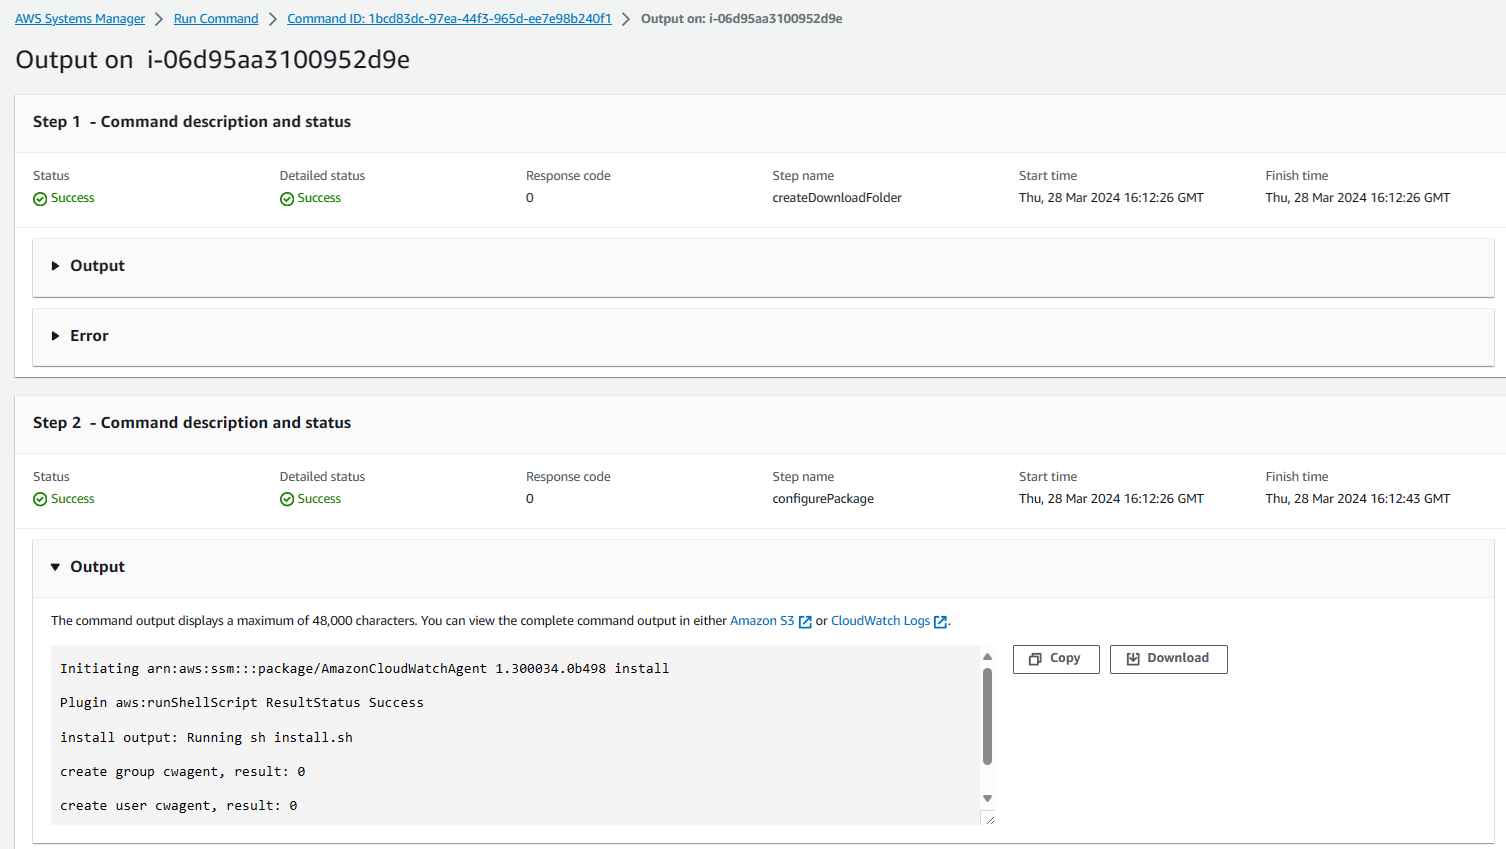 AWS Systems Manager > Run Command > Command ID: 1bcd83dc-97ea-44f3-965d-ee7e98b240f1 > Output on: i-06d95aa3100952d9e
Output on i-06d95aa3100952d9e
Step 1 - Command description and status
Status Detailed status Response code Step name Start time Finish time
Success Success 0 createDownloadFolder Thu, 28 Mar 2024 16:12:26 GMT Thu, 28 Mar 2024 16:12:26 GMT
Output
Error
Step 2 - Command description and status
Status Detailed status Response code Step name Start time Finish time
Success Success 0 configurePackage Thu, 28 Mar 2024 16:12:26 GMT Thu, 28 Mar 2024 16:12:43 GMT
Output
The command output displays a maximum of 48,000 characters. You can view the complete command output in either Amazon S3 or CloudWatch Logs.
Initiating arn:aws:ssm:::package/AmazonCloudWatchAgent 1.300034.0b498 install
Copy Download
Plugin aws:runShellScript ResultStatus Success
install output: Running sh install.sh
create group cwagent, result: 0
create user cwagent, result: 0